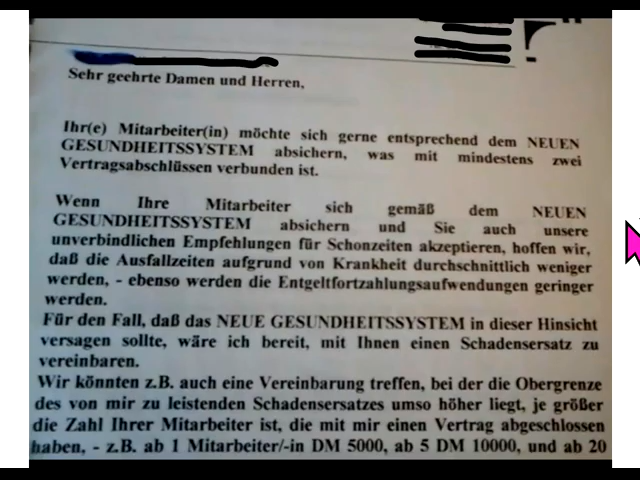 Sehr geehrte Damen und Herren,
Ihr(e) Mitarbeiter(in) möchte sich gerne entsprechend dem NEUEN
GESUNDHEITSSYSTEM absichern, was mit mindestens zwei
Vertragsabschlüssen verbunden ist.
Wenn Ihre Mitarbeiter sich gemäß dem NEUEN
GESUNDHEITSSYSTEM absichern und Sie auch unsere
unverbindlichen Empfehlungen für Schonzeiten akzeptieren, hoffen wir,
daß die Ausfallzeiten aufgrund von Krankheit durchschnittlich weniger
werden, - ebenso werden die Entgeltfortzahlungsaufwendungen geringer
werden.
Für den Fall, daß das NEUE GESUNDHEITSSYSTEM in dieser Hinsicht
versagen sollte, wäre ich bereit, mit Ihnen einen Schadensersatz zu
vereinbaren.
Wir könnten z.B. auch eine Vereinbarung treffen, bei der die Obergrenze
des von mir zu leistenden Schadensersatzes umso höher liegt, je größer
die Zahl Ihrer Mitarbeiter ist, die mit mir einen Vertrag abgeschlossen
haben, - z.B. ab 1 Mitarbeiter/-in DM 5000, ab 5 DM 10000, und ab 20